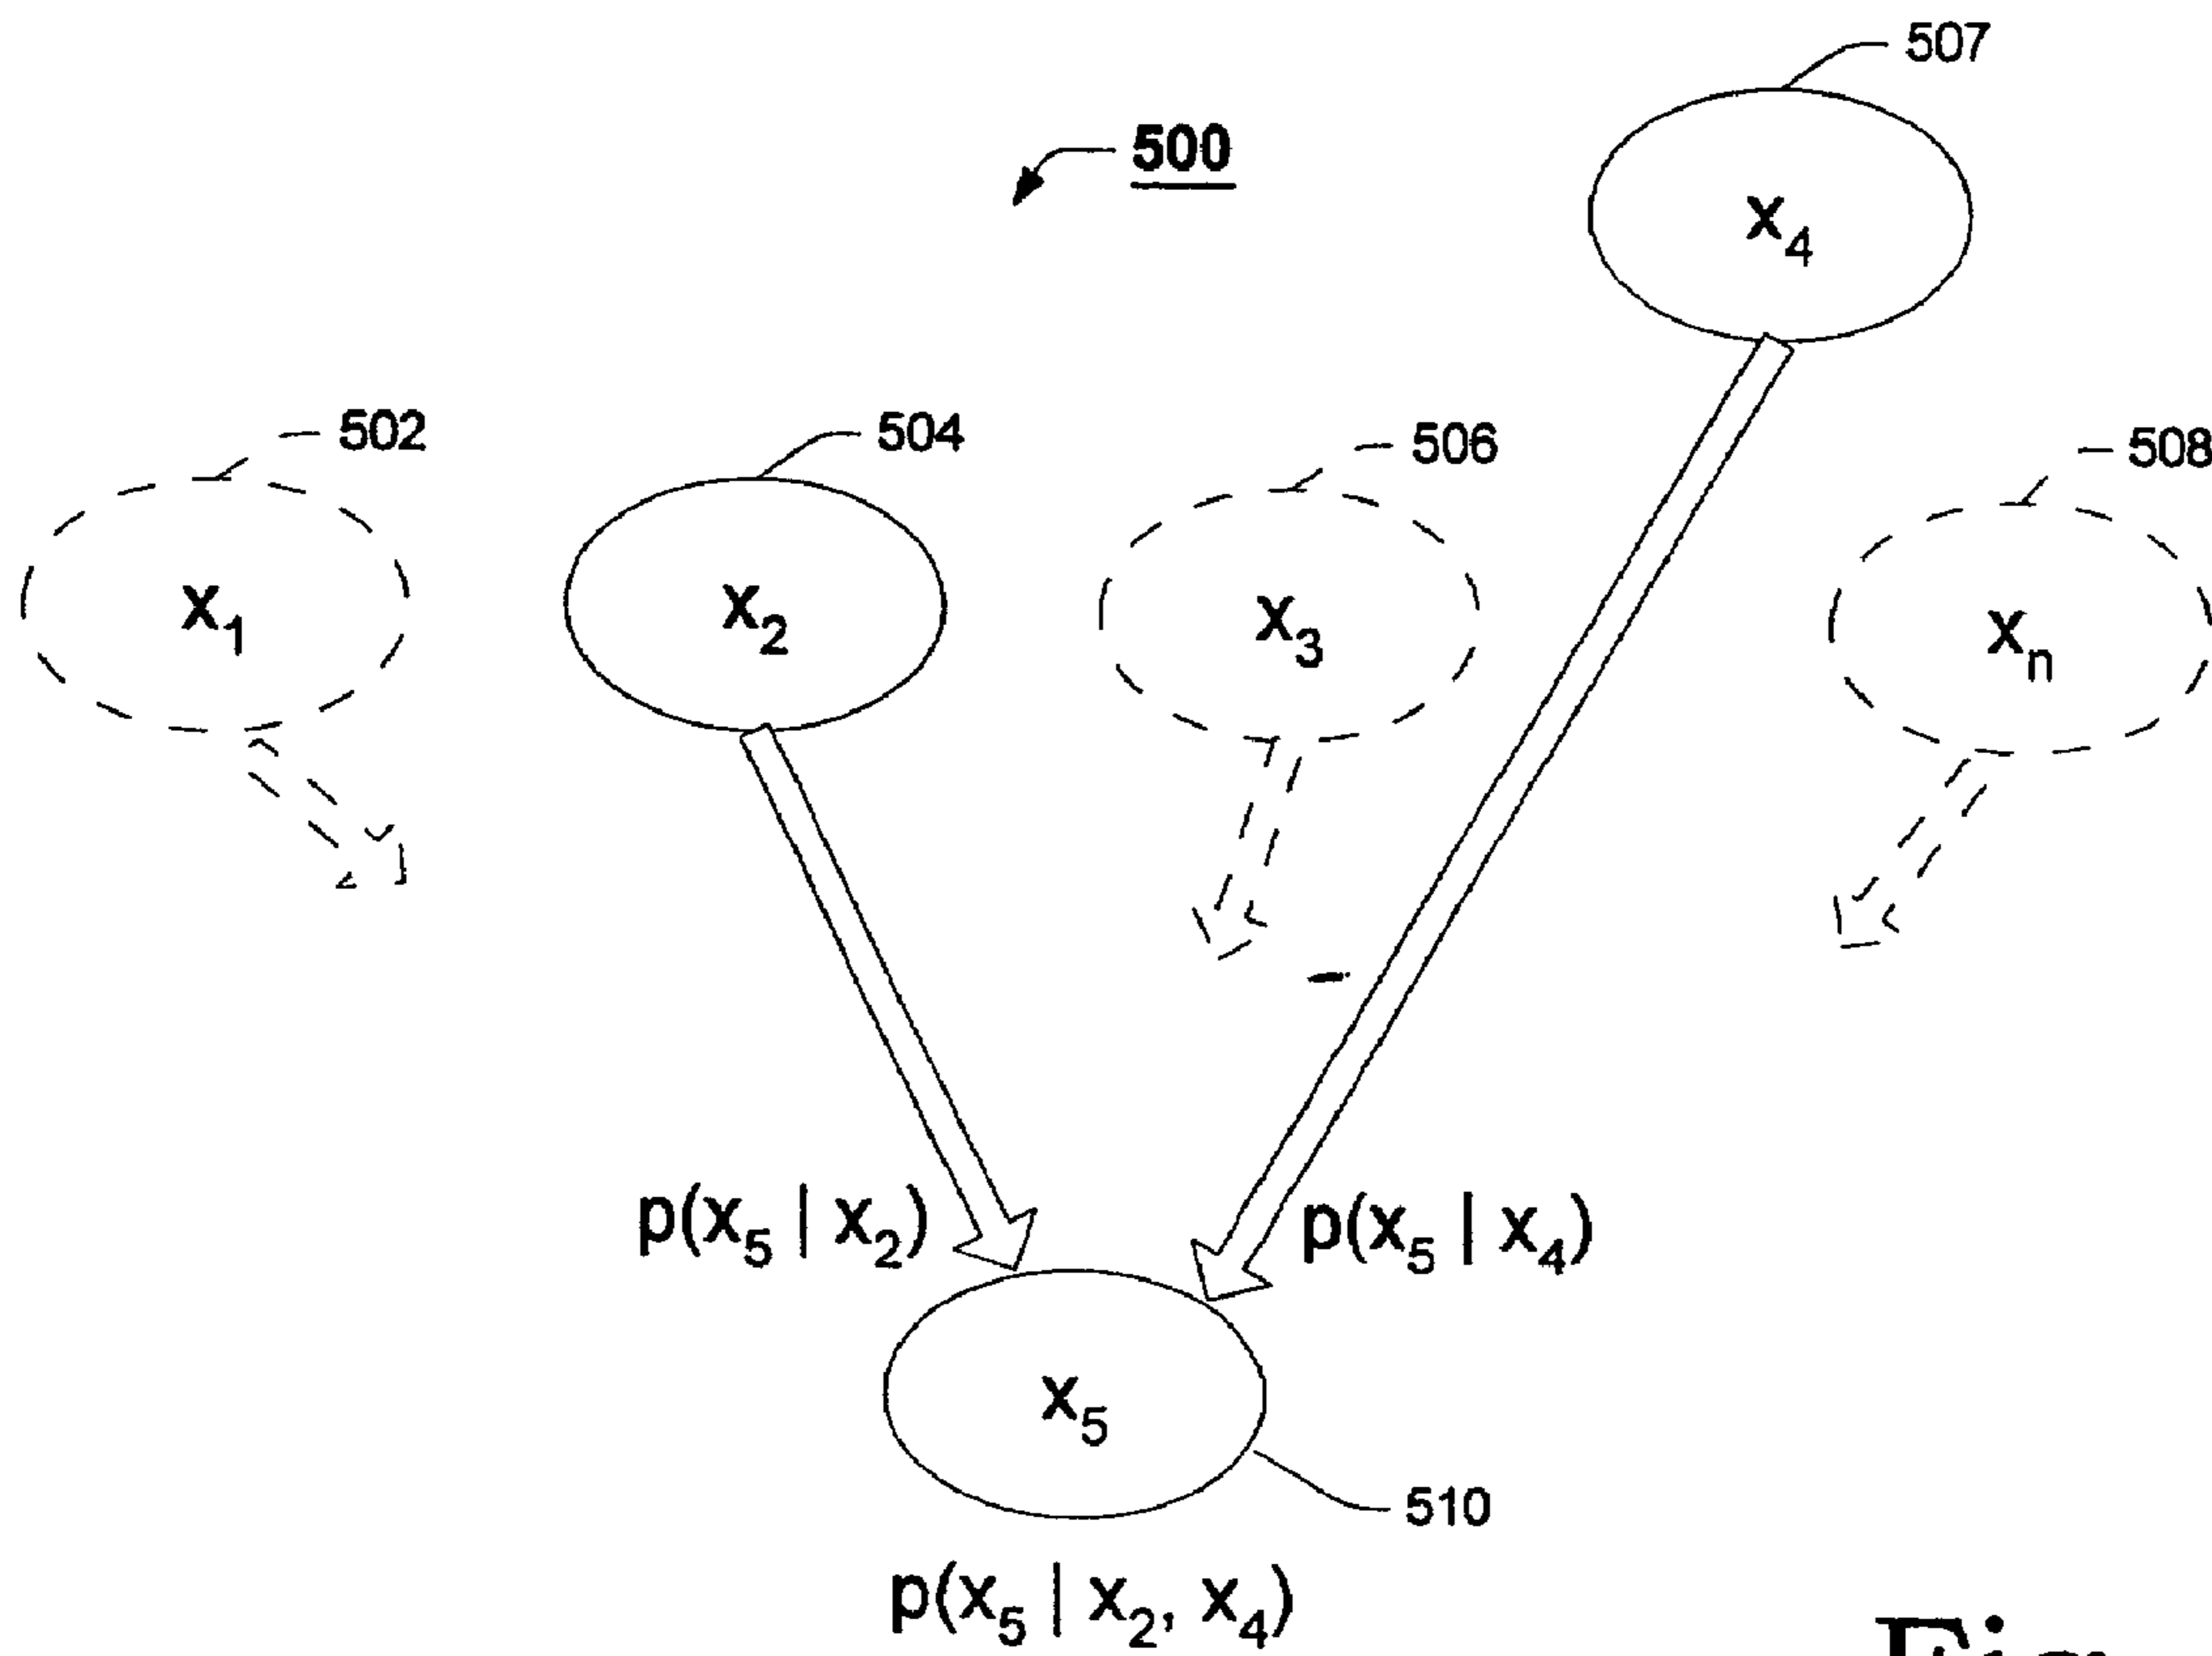 507
500
x₄
502
504
506
508
x₁
x₂
x₃
xₙ
p(x₅ | x₂)
p(x₅ | x₄)
x₅
510
p(x₅ | x₂, x₄)